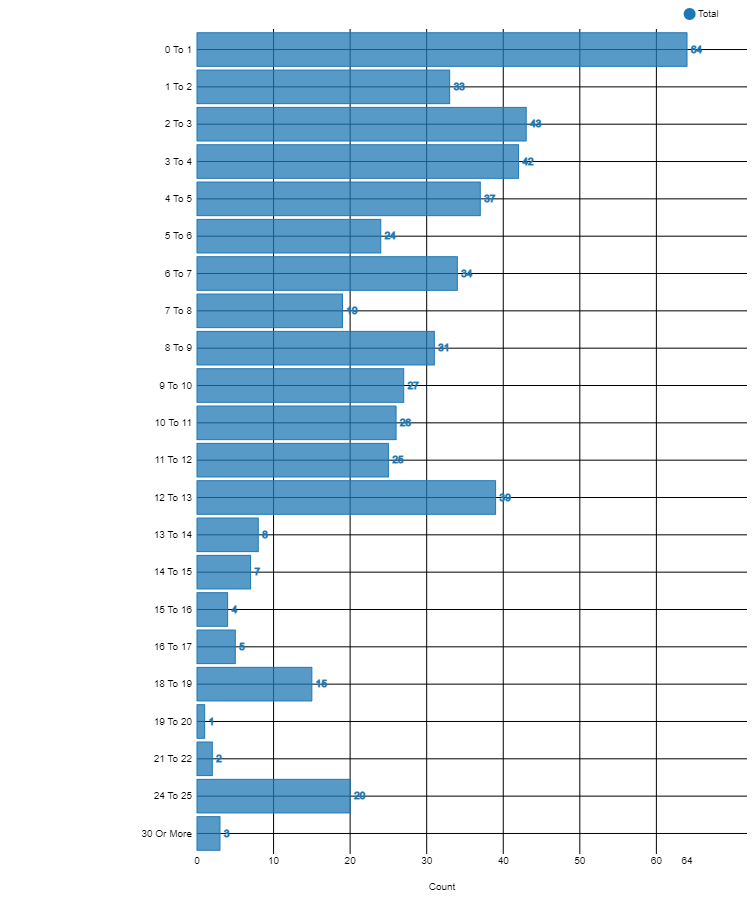 Total
0 To 1 64
1 To 2 33
2 To 3 43
3 To 4 42
4 To 5 37
5 To 6 24
6 To 7 34
7 To 8 19
8 To 9 31
9 To 10 27
10 To 11 26
11 To 12 25
12 To 13 39
13 To 14 8
14 To 15 7
15 To 16 4
16 To 17 5
18 To 19 15
19 To 20 1
21 To 22 2
24 To 25 20
30 Or More 3
0 10 20 30 40 50 60 64
Count